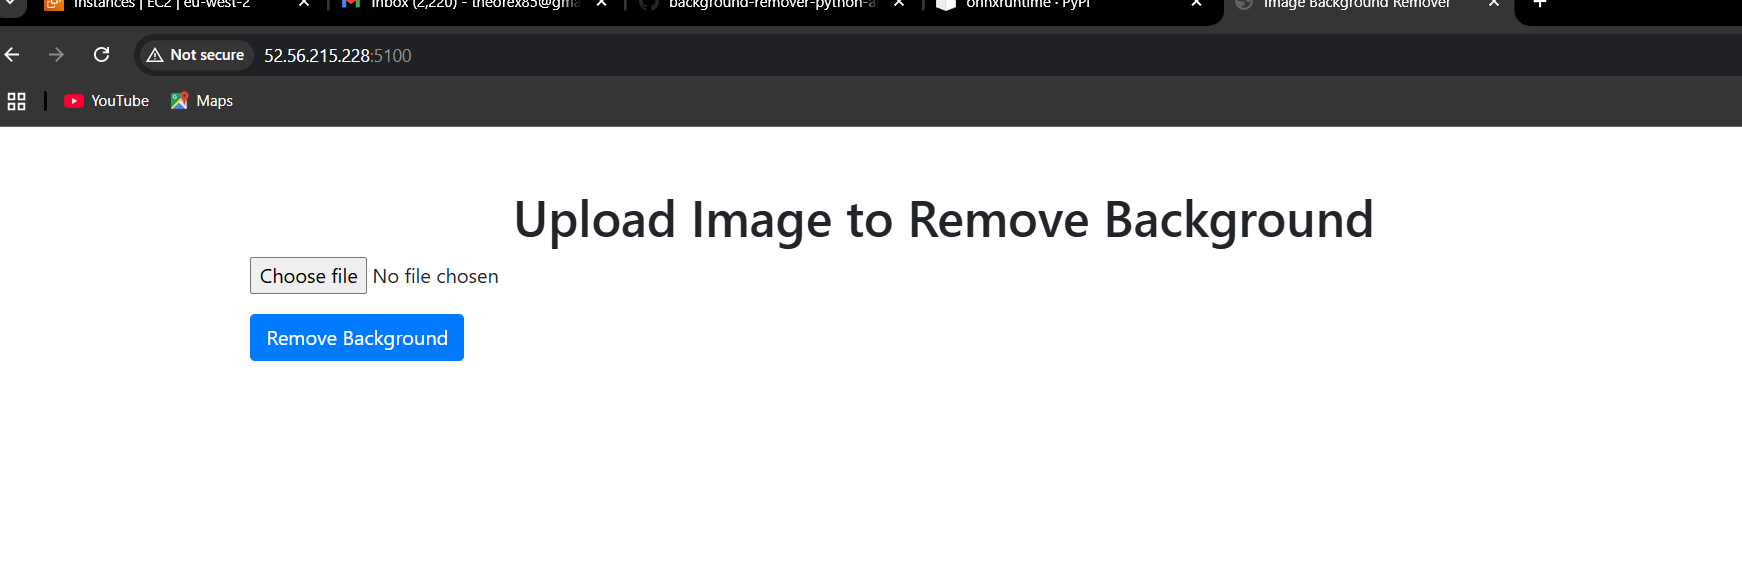 Instances | EC2 | eu-west-2
Inbox (2,220) - theofex85@gma
background-remover-python-a
onnxruntime · PyPI
Image Background Remover
Not secure
52.56.215.228:5100
YouTube
Maps
Upload Image to Remove Background
Choose file No file chosen
Remove Background